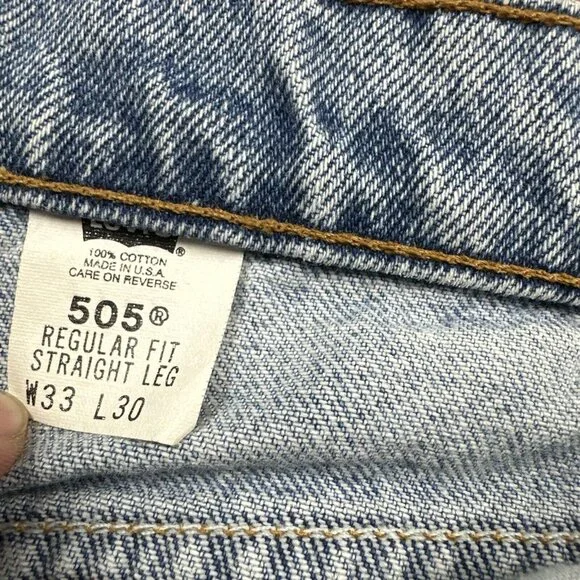 ®
100% COTTON
MADE IN U.S.A.
CARE ON REVERSE
505®
REGULAR FIT
STRAIGHT LEG
W33 L30